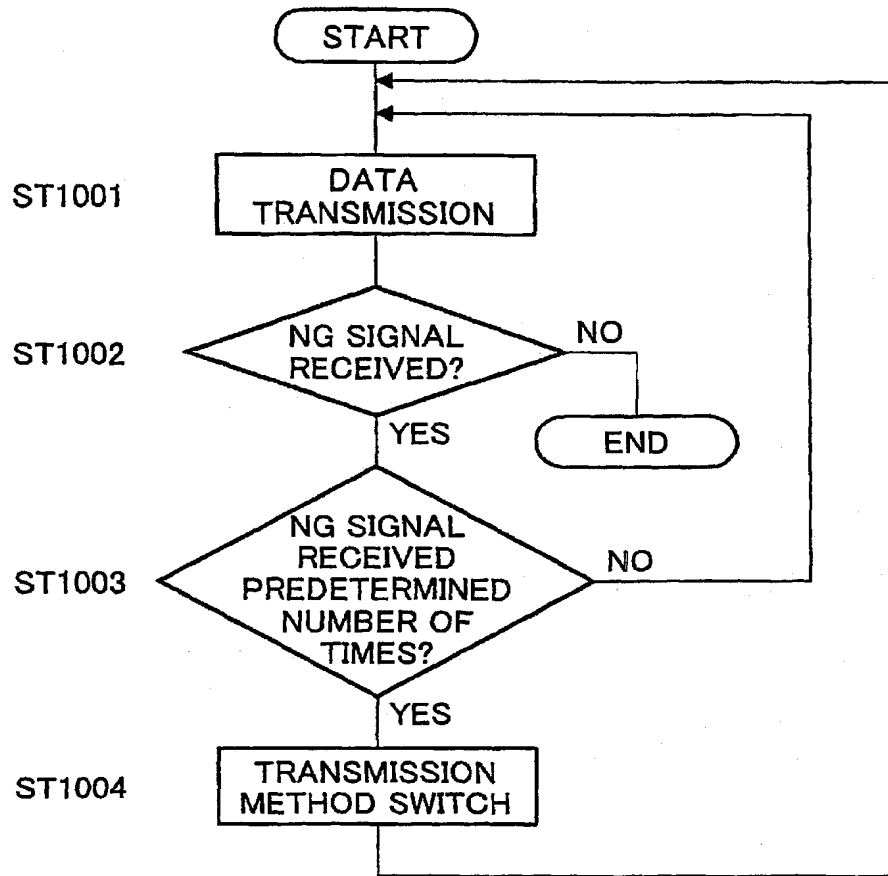 START
ST1001
DATA
TRANSMISSION
ST1002
NG SIGNAL
RECEIVED?
NO
YES
END
ST1003
NG SIGNAL
RECEIVED
PREDETERMINED
NUMBER OF
TIMES?
NO
YES
ST1004
TRANSMISSION
METHOD SWITCH